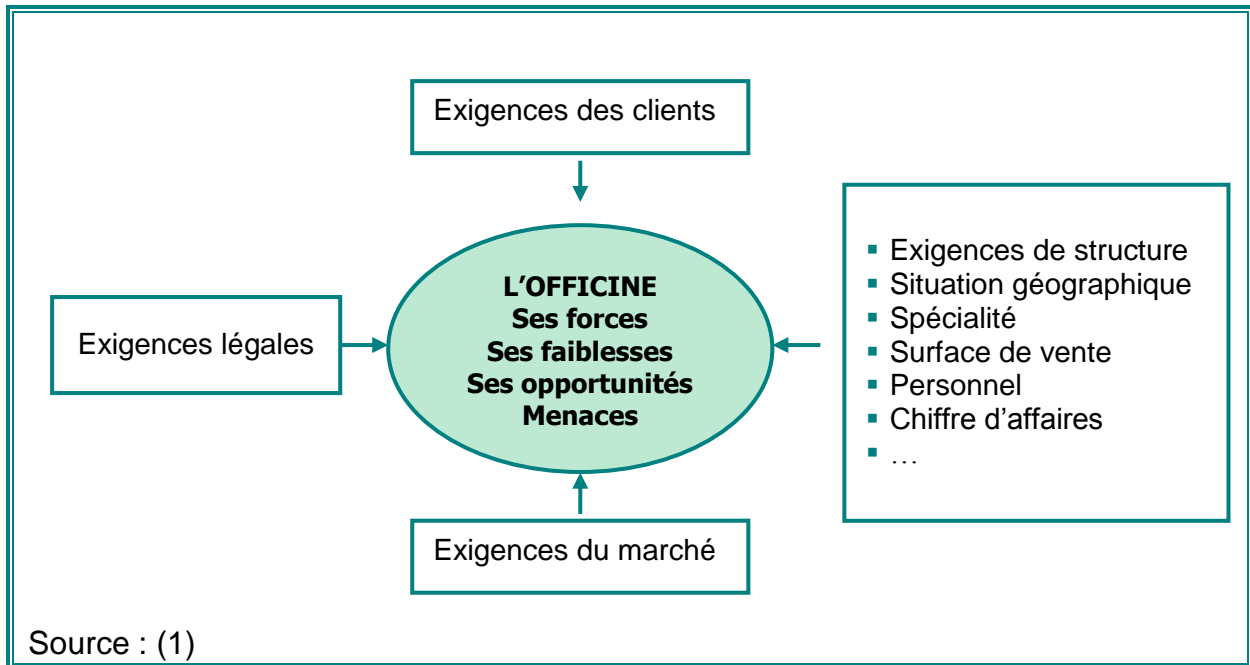 Exigences des clients
Exigences légales
L’OFFICINE
Ses forces
Ses faiblesses
Ses opportunités
Menaces
▪ Exigences de structure
▪ Situation géographique
▪ Spécialité
▪ Surface de vente
▪ Personnel
▪ Chiffre d’affaires
▪ …
Exigences du marché
Source : (1)